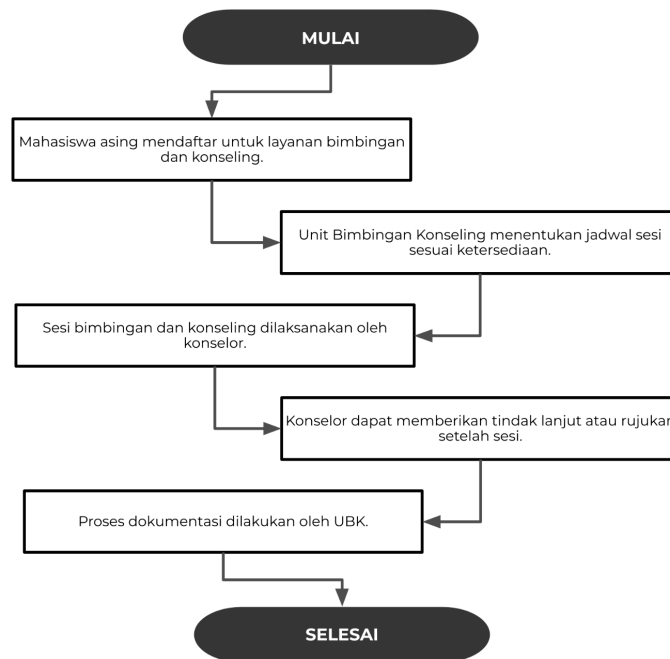 MULAI
Mahasiswa asing mendaftar untuk layanan bimbingan
dan konseling.
Unit Bimbingan Konseling menentukan jadwal sesi
sesuai ketersediaan.
Sesi bimbingan dan konseling dilaksanakan oleh
konselor.
Konselor dapat memberikan tindak lanjut atau rujukan
setelah sesi.
Proses dokumentasi dilakukan oleh UBK.
SELESAI